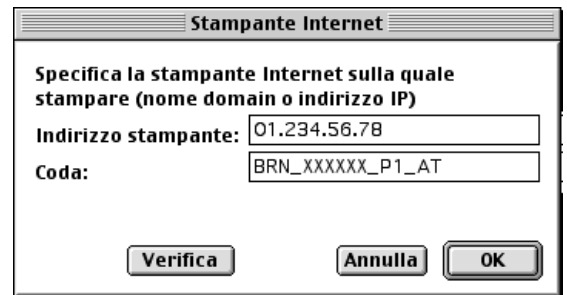 Stampante Internet
Specifica la stampante Internet sulla quale
stampare (nome domain o indirizzo IP)
Indirizzo stampante: 01.234.56.78
Coda: BRN_XXXXXX_P1_AT
Verifica Annulla OK